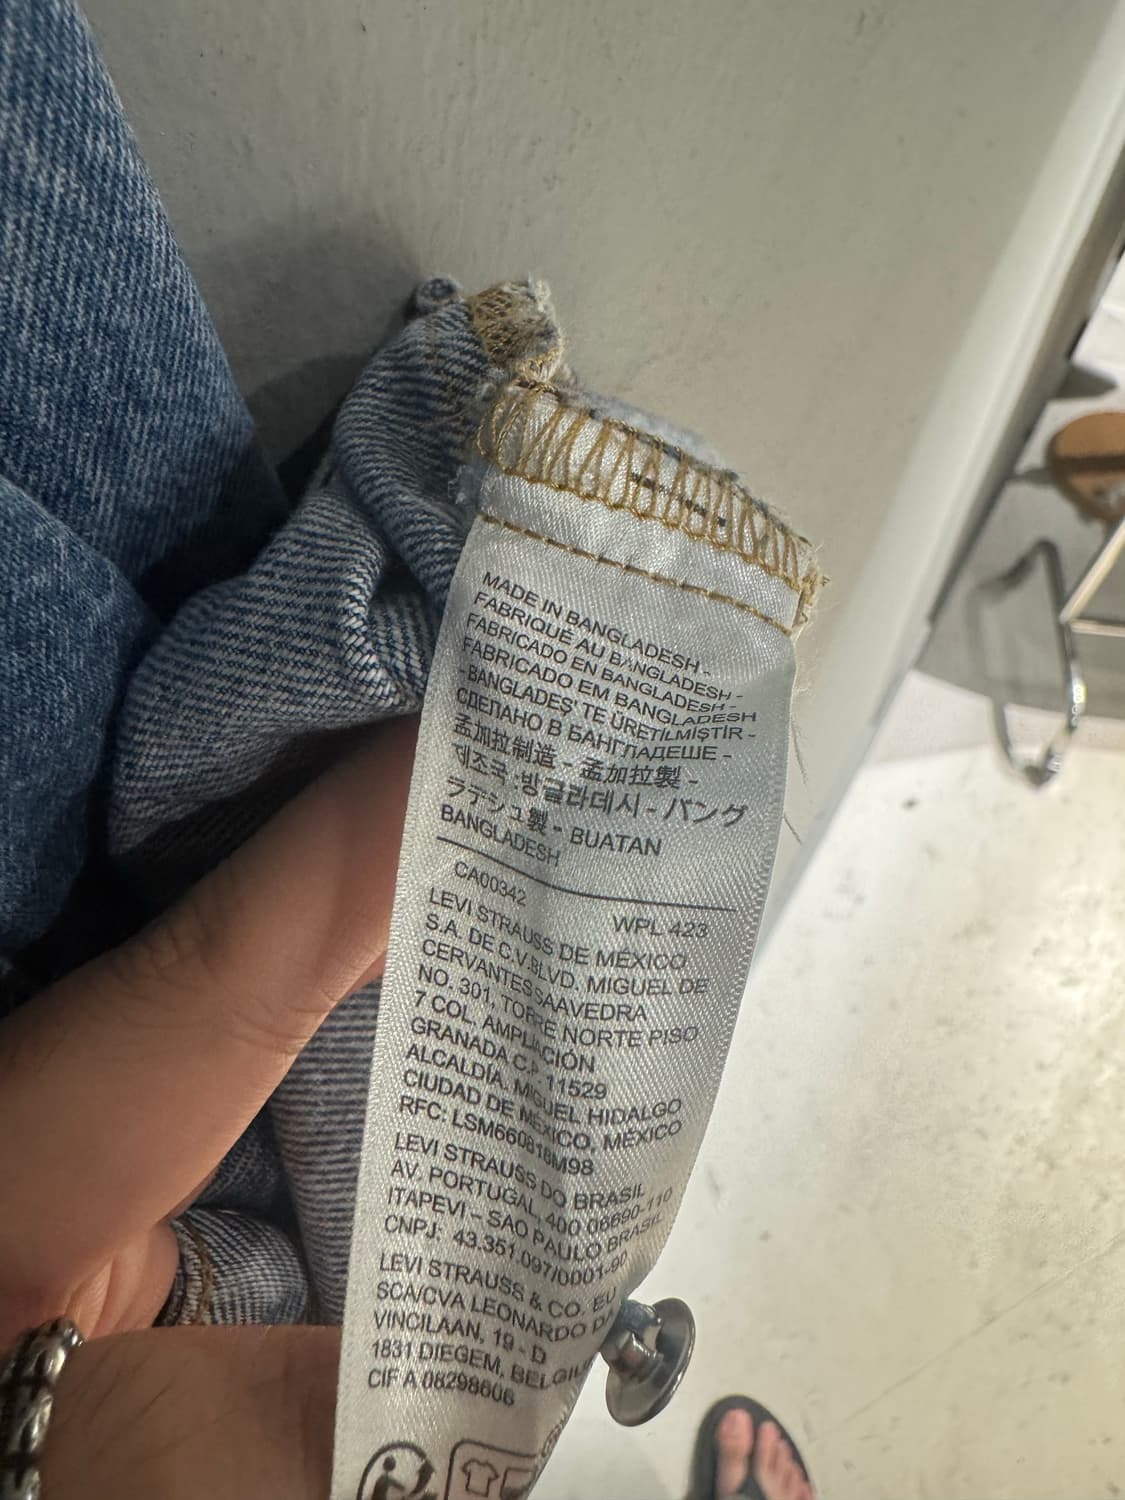 MADE IN BANGLADESH -
FABRIQUÉ AU BANGLADESH -
FABRICADO EN BANGLADESH -
FABRICADO EM BANGLADESH
- BANGLADEŞ' TE ÜRETİLMİŞTİR -
СДЕЛАНО В БАНГЛАДЕШЕ -
孟加拉制造 - 孟加拉製 -
제조국 :방글라데시 - バング
ラデシュ製 - BUATAN
BANGLADESH
CA00342 WPL 423
LEVI STRAUSS DE MÉXICO
S.A. DE C.V.BLVD. MIGUEL DE
CERVANTES SAAVEDRA
NO. 301, TORRE NORTE PISO
7 COL. AMPLIACIÓN
GRANADA C.P. 11529
ALCALDÍA. MIGUEL HIDALGO
CIUDAD DE MÉXICO, MÉXICO
RFC: LSM660818M98
LEVI STRAUSS DO BRASIL
AV. PORTUGAL, 400 06690-110
ITAPEVI - SAO PAULO BRASIL
CNPJ: 43.351.097/0001-90
LEVI STRAUSS & CO. EU
SCA/CVA LEONARDO DA
VINCILAAN, 19 - D
1831 DIEGEM, BELGIUM
CIF A 08298606